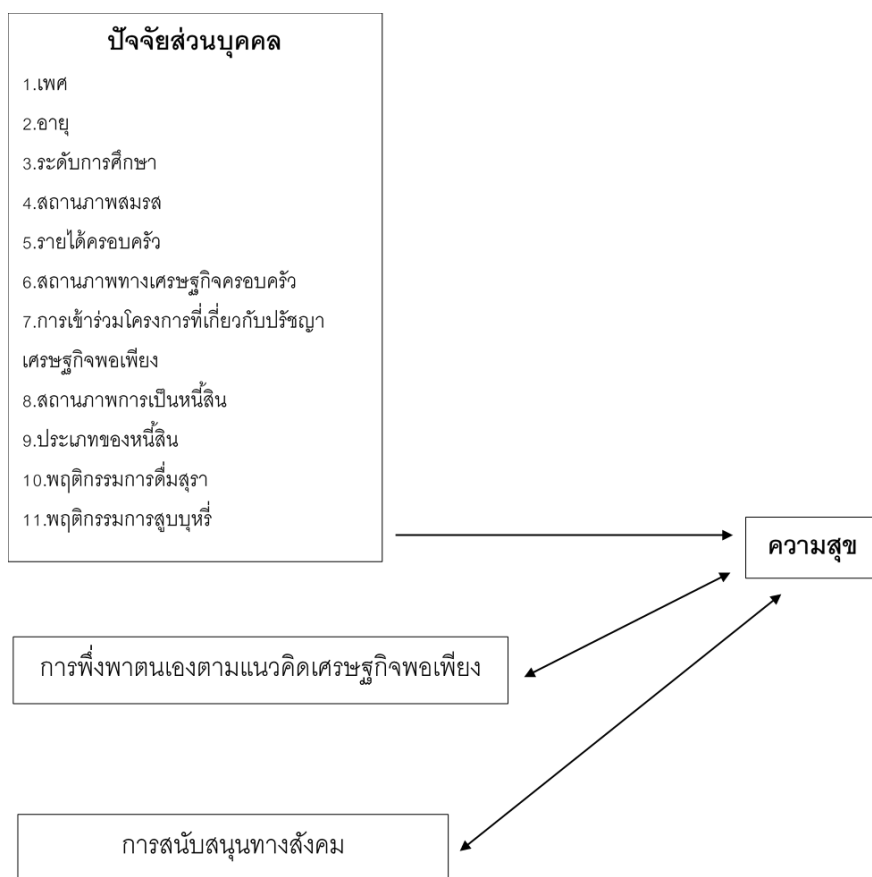 ปัจจัยส่วนบุคคล
1.เพศ
2.อายุ
3.ระดับการศึกษา
4.สถานภาพสมรส
5.รายได้ครอบครัว
6.สถานภาพทางเศรษฐกิจครอบครัว
7.การเข้าร่วมโครงการที่เกี่ยวกับปรัชญา
เศรษฐกิจพอเพียง
8.สถานภาพการเป็นหนี้สิน
9.ประเภทของหนี้สิน
10.พฤติกรรมการดื่มสุรา
11.พฤติกรรมการสูบบุหรี่
ความสุข
การพึ่งพาตนเองตามแนวคิดเศรษฐกิจพอเพียง
การสนับสนุนทางสังคม